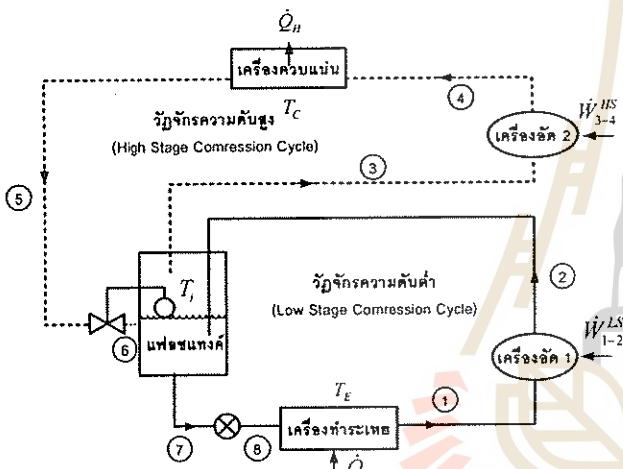 Q̇_H
เครื่องควบแน่น
T_C
4
วัฏจักรความดันสูง
(High Stage Comression Cycle)
Ẇ^{HS}_{3-4}
เครื่องอัด 2
3
5
T_i
วัฏจักรความดันต่ำ
(Low Stage Comression Cycle)
2
6
แฟลชแทงค์
Ẇ^{LS}_{1-2}
เครื่องอัด 1
T_E
1
7
8
เครื่องทำระเหย
Q̇